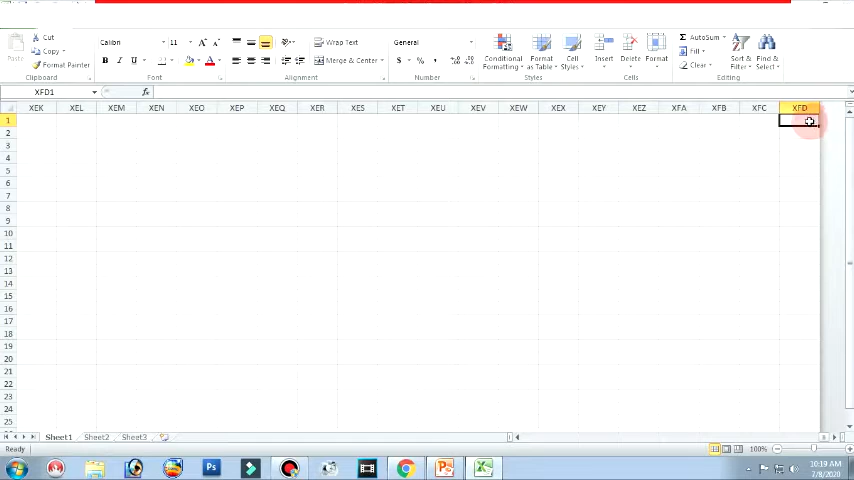 Cut
Copy
Paste
Format Painter
Clipboard
Calibri 11
B I U
Font
Wrap Text
Merge & Center
Alignment
General
$ % ,
Number
Conditional Formatting
Format as Table
Cell Styles
Styles
Insert
Delete
Format
Cells
AutoSum
Fill
Clear
Sort & Filter
Find & Select
Editing
XFD1
fx
XEK XEL XEM XEN XEO XEP XEQ XER XES XET XEU XEV XEW XEX XEY XEZ XFA XFB XFC XFD
1
2
3
4
5
6
7
8
9
10
11
12
13
14
15
16
17
18
19
20
21
22
23
24
25
Sheet1 Sheet2 Sheet3
Ready
100%
Ps
10:19 AM
7/8/2020